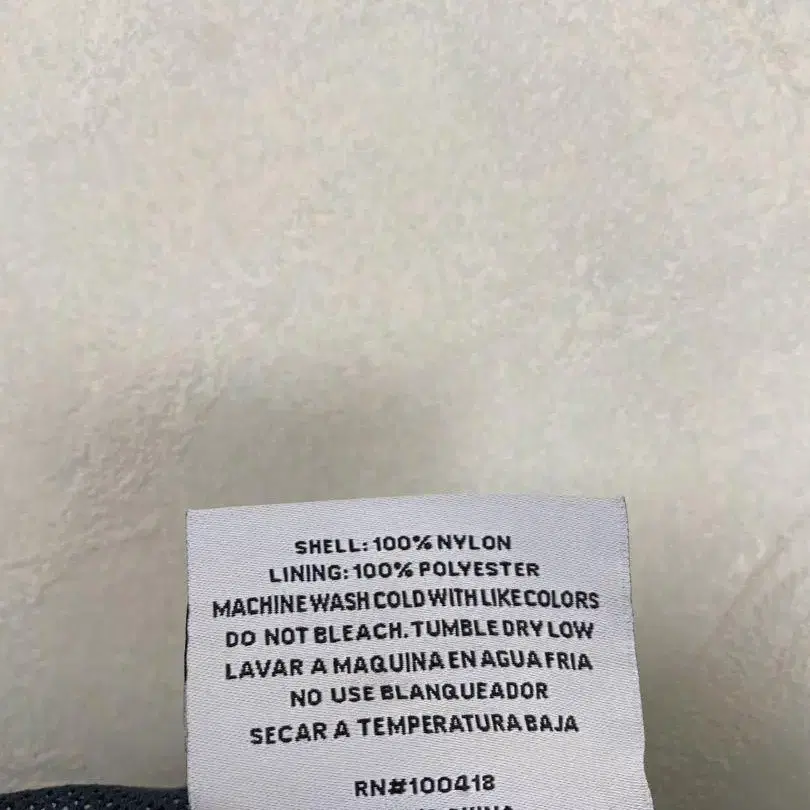 SHELL: 100% NYLON
LINING: 100% POLYESTER
MACHINE WASH COLD WITH LIKE COLORS
DO NOT BLEACH. TUMBLE DRY LOW
LAVAR A MAQUINA EN AGUA FRIA
NO USE BLANQUEADOR
SECAR A TEMPERATURA BAJA
RN#100418